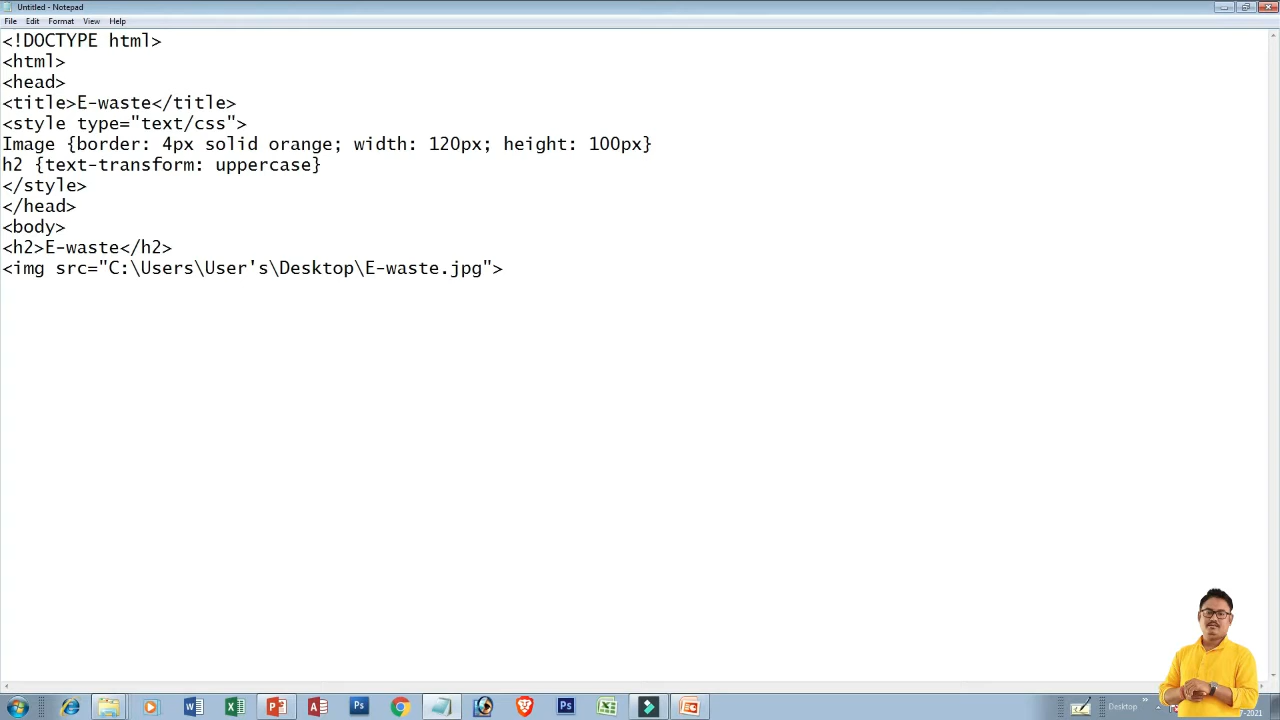 Untitled - Notepad
File Edit Format View Help
<!DOCTYPE html>
<html>
<head>
<title>E-waste</title>
<style type="text/css">
Image {border: 4px solid orange; width: 120px; height: 100px}
h2 {text-transform: uppercase}
</style>
</head>
<body>
<h2>E-waste</h2>
<img src="C:\Users\User's\Desktop\E-waste.jpg">
Desktop
-2021